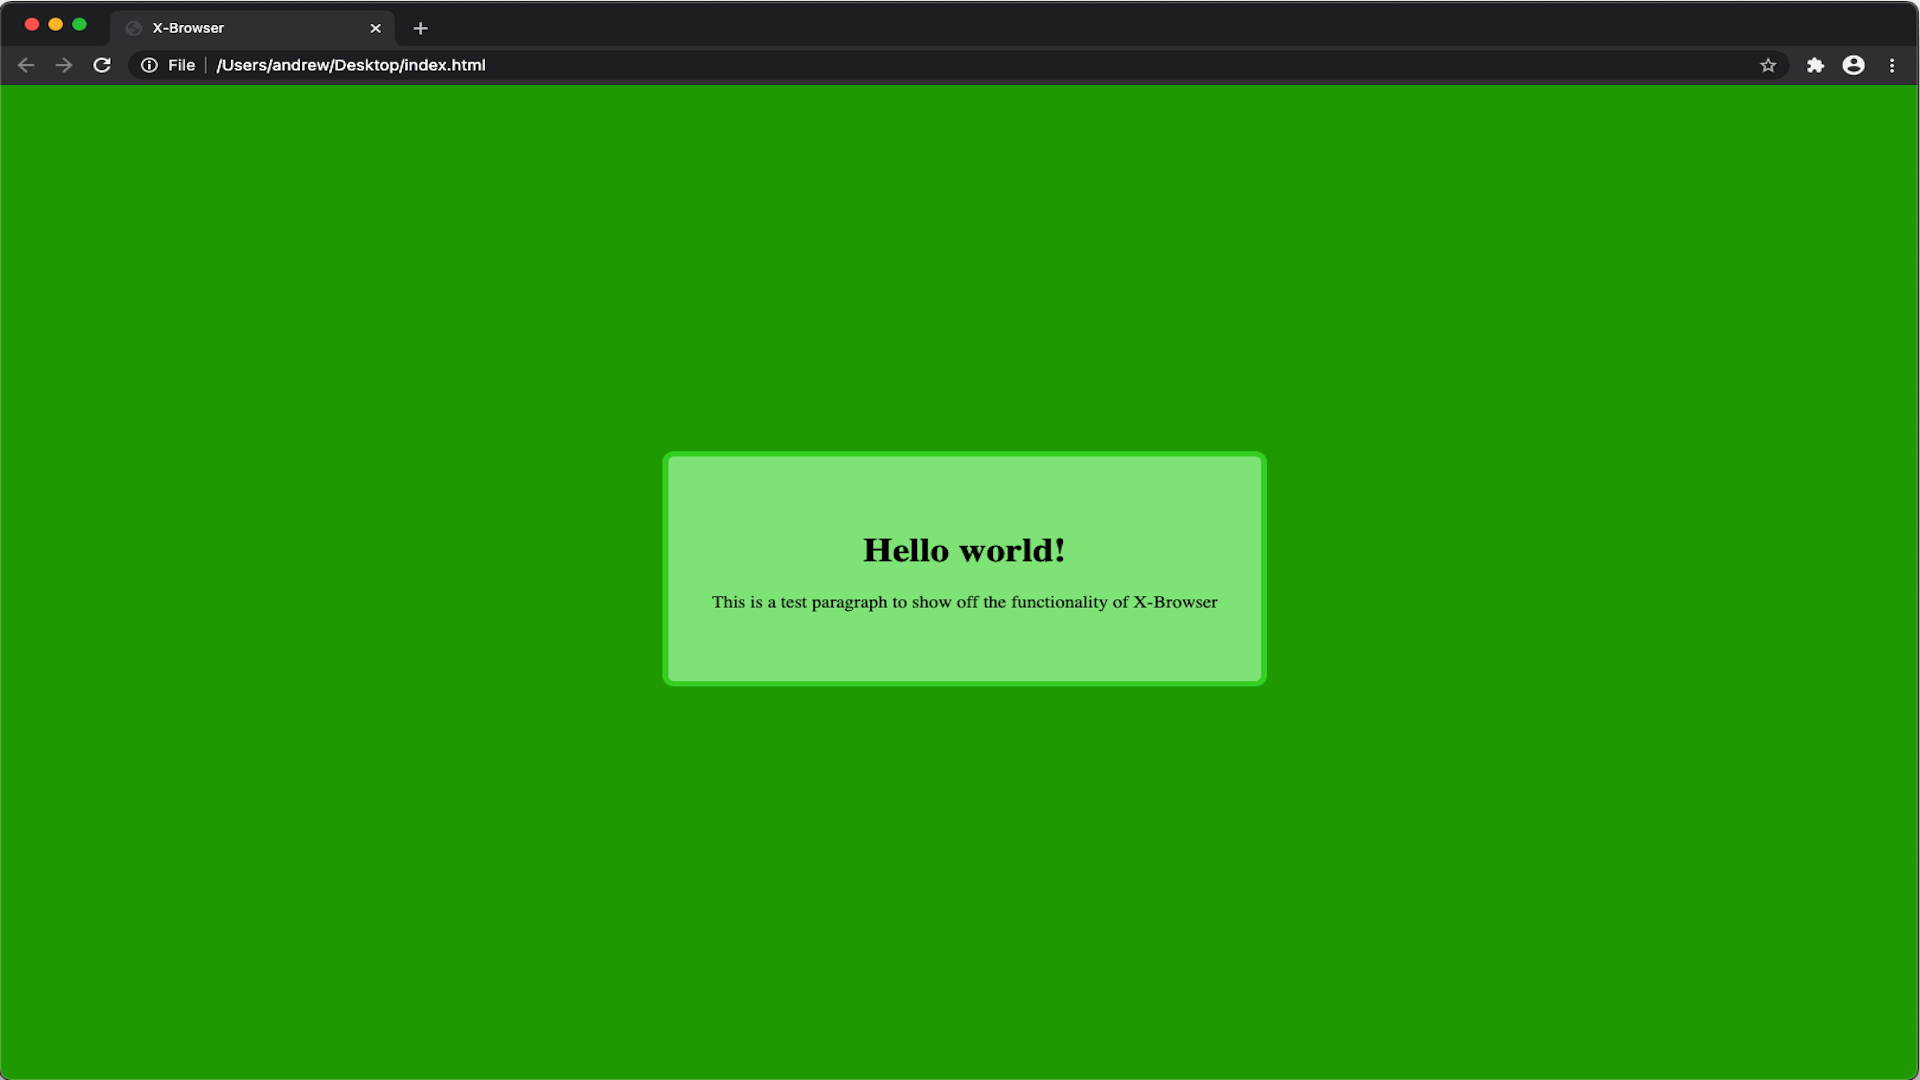 X-Browser
File
/Users/andrew/Desktop/index.html
Hello world!
This is a test paragraph to show off the functionality of X-Browser